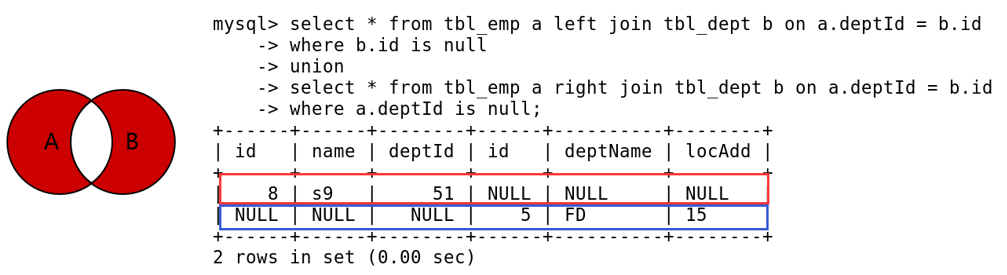 mysql> select * from tbl_emp a left join tbl_dept b on a.deptId = b.id
    -> where b.id is null
    -> union
    -> select * from tbl_emp a right join tbl_dept b on a.deptId = b.id
    -> where a.deptId is null;
A B
+------+------+--------+------+----------+--------+
| id   | name | deptId | id   | deptName | locAdd |
+------+------+--------+------+----------+--------+
|    8 | s9   |     51 | NULL | NULL     | NULL   |
| NULL | NULL |   NULL |    5 | FD       | 15     |
+------+------+--------+------+----------+--------+
2 rows in set (0.00 sec)